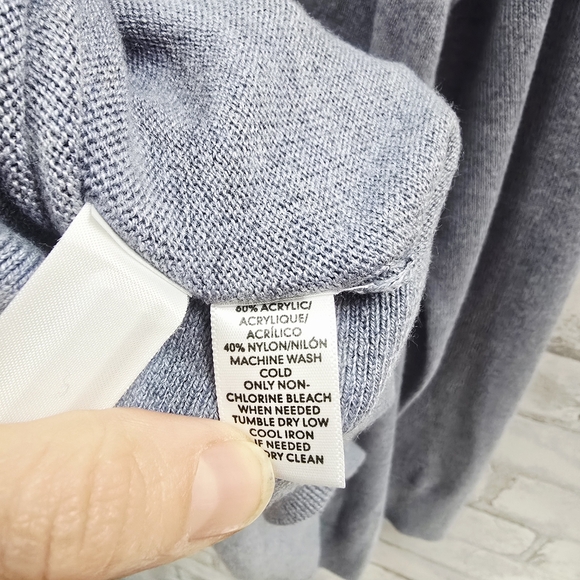 60% ACRYLIC/
ACRYLIQUE/
ACRÍLICO
40% NYLON/NILÓN
MACHINE WASH
COLD
ONLY NON-
CHLORINE BLEACH
WHEN NEEDED
TUMBLE DRY LOW
COOL IRON
IF NEEDED
DRY CLEAN